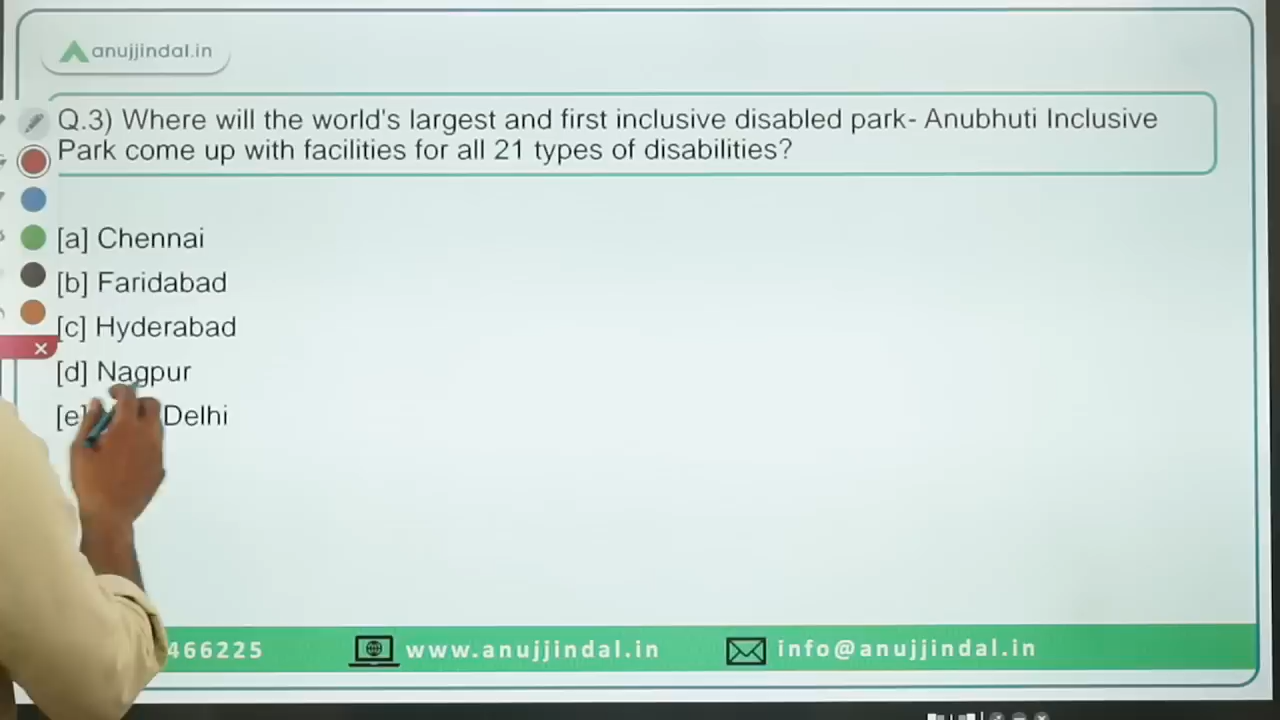 anujjindal.in
Q.3) Where will the world's largest and first inclusive disabled park- Anubhuti Inclusive
Park come up with facilities for all 21 types of disabilities?
[a] Chennai
[b] Faridabad
[c] Hyderabad
[d] Nagpur
[e] Delhi
466225
www.anujjindal.in
info@anujjindal.in